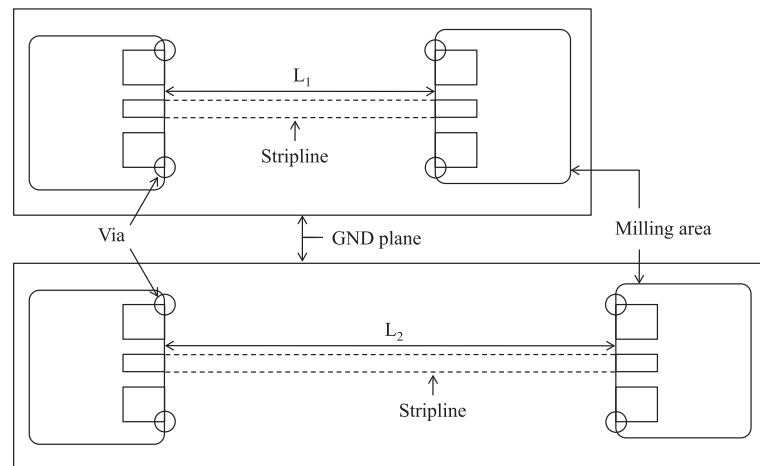 L₁
Stripline
Via
GND plane
Milling area
L₂
Stripline